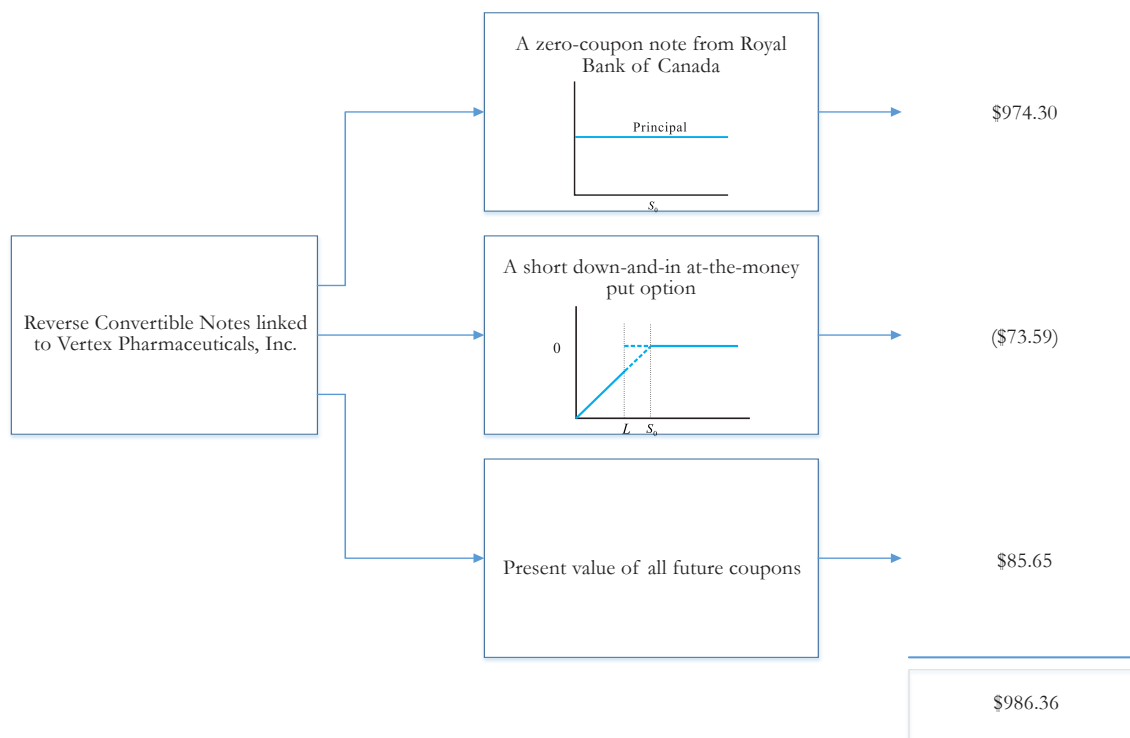 A zero-coupon note from Royal
Bank of Canada
Principal
S₀
$974.30
Reverse Convertible Notes linked
to Vertex Pharmaceuticals, Inc.
A short down-and-in at-the-money
put option
0
L S₀
($73.59)
Present value of all future coupons
$85.65
$986.36